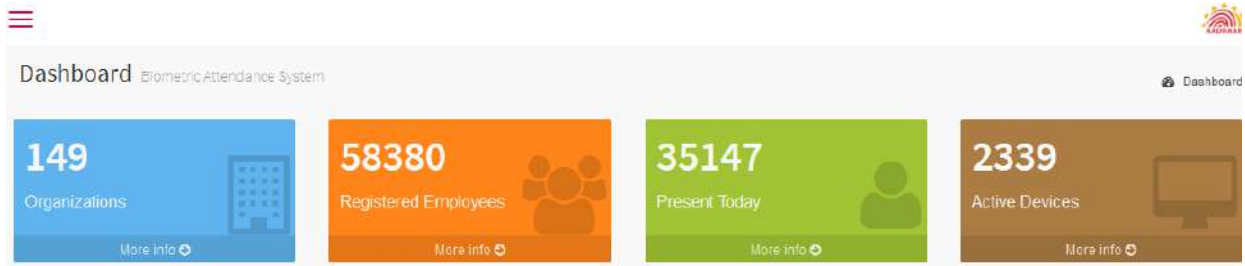 AADHAAR
Dashboard Biometric Attendance System
Dashboard
149
Organizations
More info
58380
Registered Employees
More info
35147
Present Today
More info
2339
Active Devices
More info